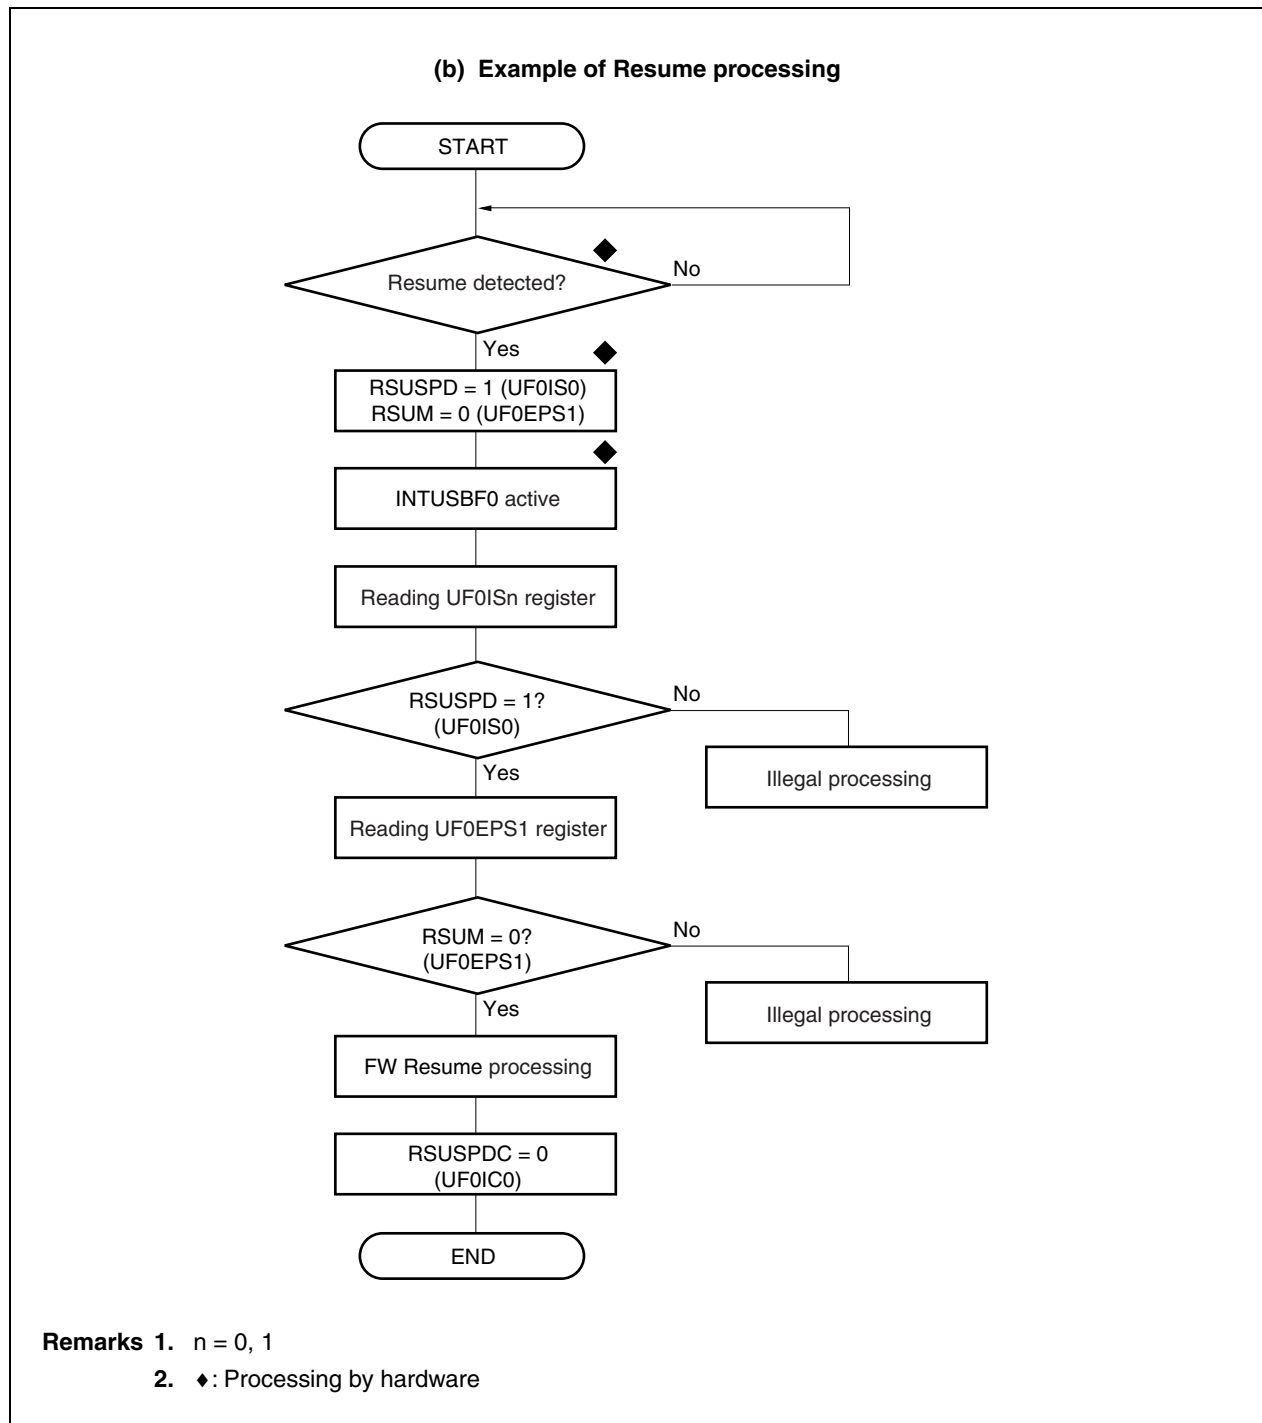 (b) Example of Resume processing
START
Resume detected?
No
Yes
RSUSPD = 1 (UF0IS0)
RSUM = 0 (UF0EPS1)
INTUSBF0 active
Reading UF0ISn register
RSUSPD = 1?
(UF0IS0)
No
Illegal processing
Yes
Reading UF0EPS1 register
RSUM = 0?
(UF0EPS1)
No
Illegal processing
Yes
FW Resume processing
RSUSPDC = 0
(UF0IC0)
END
Remarks 1. n = 0, 1
2. ♦: Processing by hardware